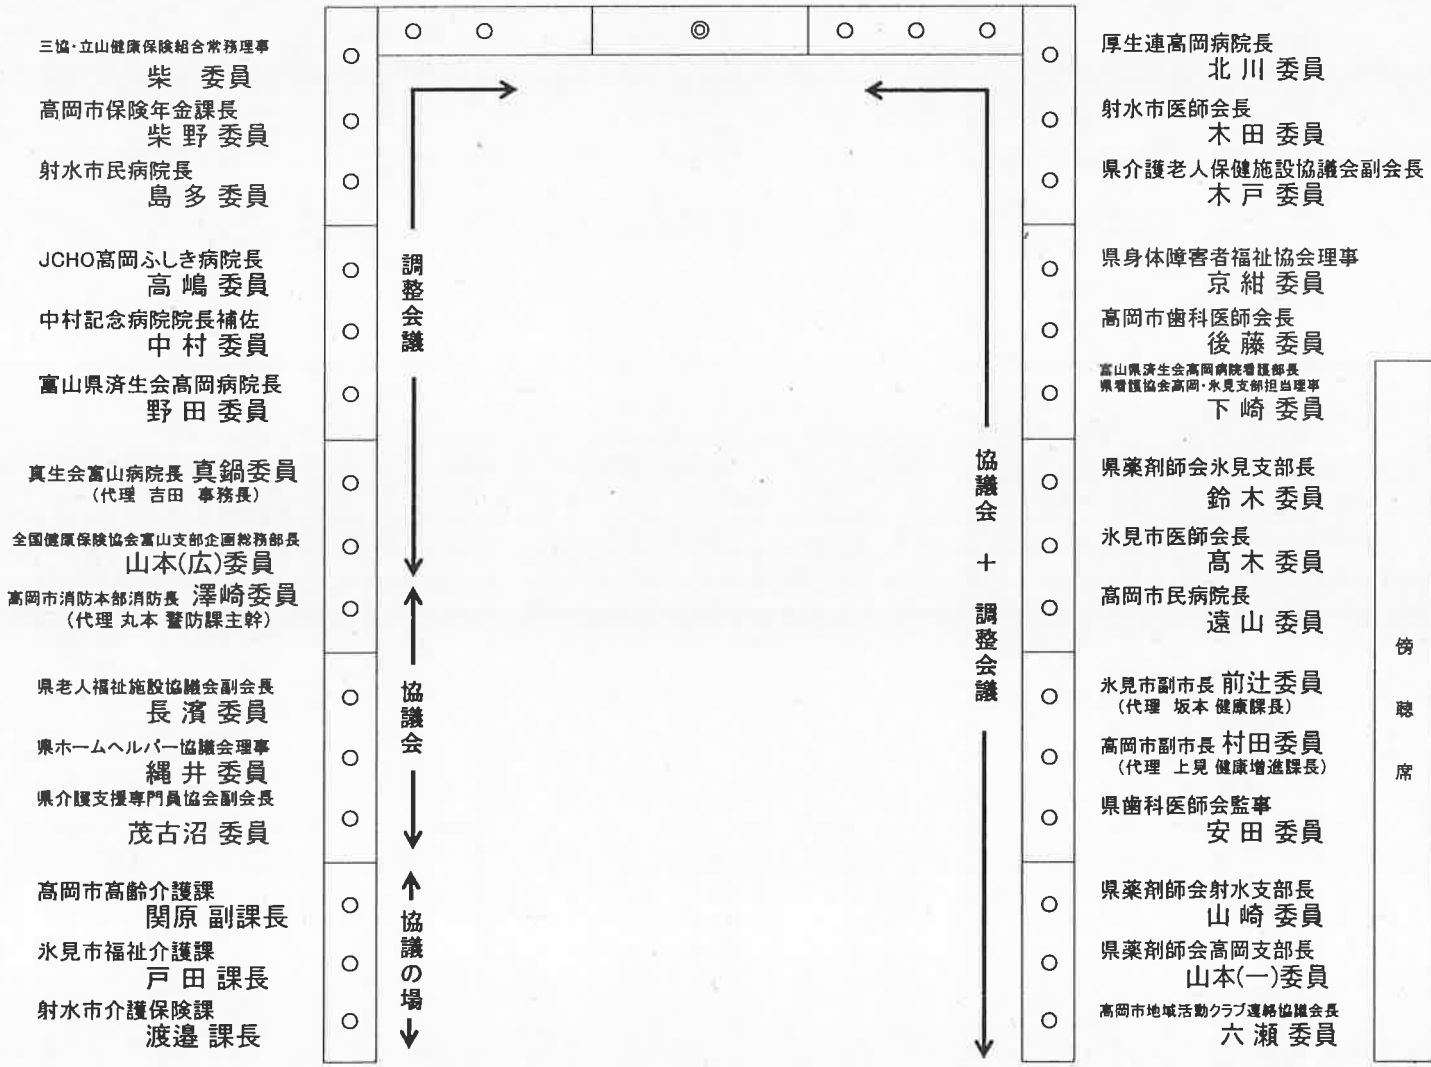 三協・立山健康保険組合常務理事
柴 委員
高岡市保険年金課長
柴野 委員
射水市民病院長
島多 委員
JCHO高岡ふしき病院長
高嶋 委員
中村記念病院院長補佐
中村 委員
富山県済生会高岡病院長
野田 委員
真生会富山病院長 真鍋委員
(代理 吉田 事務長)
全国健康保険協会富山支部企画総務部長
山本(広)委員
高岡市消防本部消防長 澤崎委員
(代理 丸本 警防課主幹)
県老人福祉施設協議会副会長
長濱 委員
県ホームヘルパー協議会理事
縄井 委員
県介護支援専門員協会副会長
茂古沼 委員
高岡市高齢介護課
関原 副課長
氷見市福祉介護課
戸田 課長
射水市介護保険課
渡邉 課長
調整会議
協議会
協議の場
協議会 + 調整会議
厚生連高岡病院長
北川 委員
射水市医師会長
木田 委員
県介護老人保健施設協議会副会長
木戸 委員
県身体障害者福祉協会理事
京紺 委員
高岡市歯科医師会長
後藤 委員
富山県済生会高岡病院看護部長
県看護協会高岡・氷見支部担当理事
下崎 委員
県薬剤師会氷見支部長
鈴木 委員
氷見市医師会長
髙木 委員
高岡市民病院長
遠山 委員
氷見市副市長 前辻委員
(代理 坂本 健康課長)
高岡市副市長 村田委員
(代理 上見 健康増進課長)
県歯科医師会監事
安田 委員
県薬剤師会射水支部長
山崎 委員
県薬剤師会高岡支部長
山本(一)委員
高岡市地域活動クラブ連絡協議会長
六瀬 委員
傍聴席